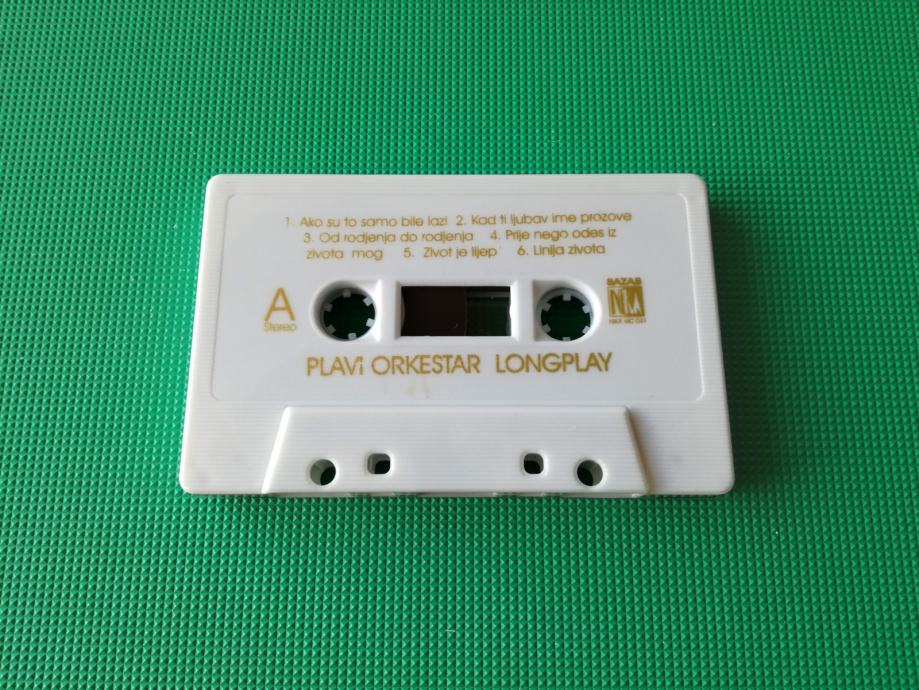 1. Ako su to samo bile lazi 2. Kad ti ljubav ime prozove
3. Od rodjenja do rodjenja 4. Prije nego odes iz
zivota mog 5. Zivot je lijep 6. Linija zivota
SAZAS
A
Stereo
PLAVi ORKESTAR LONGPLAY